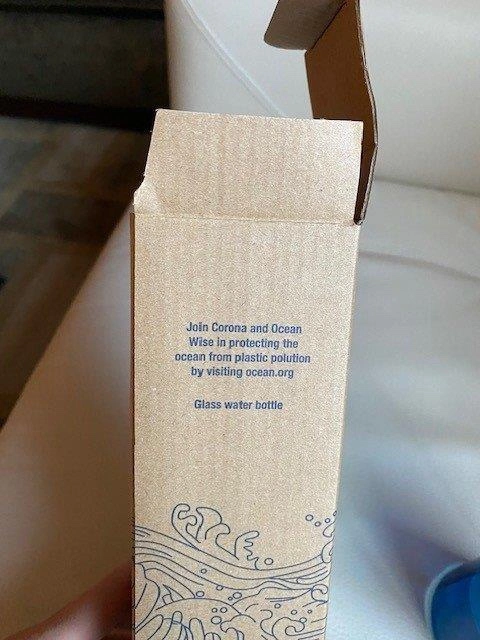 Join Corona and Ocean
Wise in protecting the
ocean from plastic polution
by visiting ocean.org
Glass water bottle